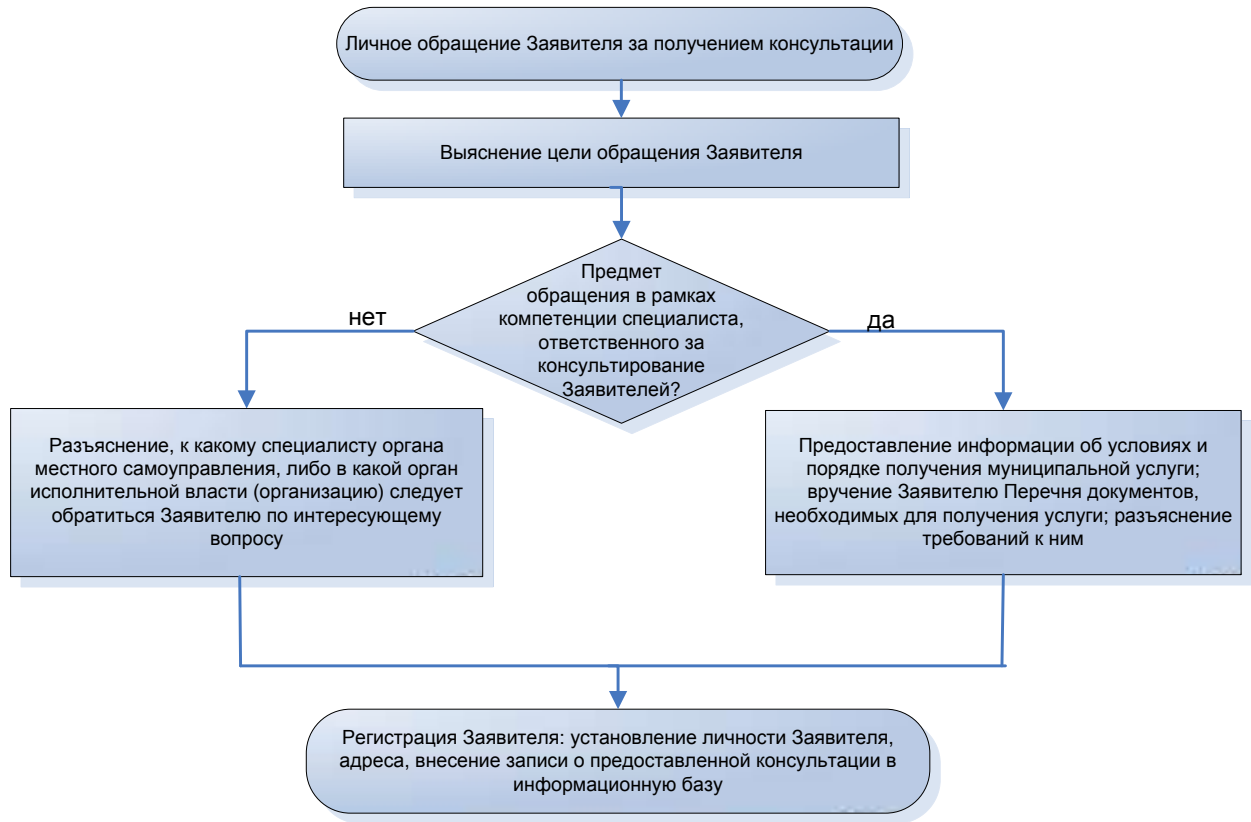 Личное обращение Заявителя за получением консультации
Выяснение цели обращения Заявителя
Предмет
обращения в рамках
компетенции специалиста,
ответственного за
консультирование
Заявителей?
нет
да
Разъяснение, к какому специалисту органа
местного самоуправления, либо в какой орган
исполнительной власти (организацию) следует
обратиться Заявителю по интересующему
вопросу
Предоставление информации об условиях и
порядке получения муниципальной услуги;
вручение Заявителю Перечня документов,
необходимых для получения услуги; разъяснение
требований к ним
Регистрация Заявителя: установление личности Заявителя,
адреса, внесение записи о предоставленной консультации в
информационную базу